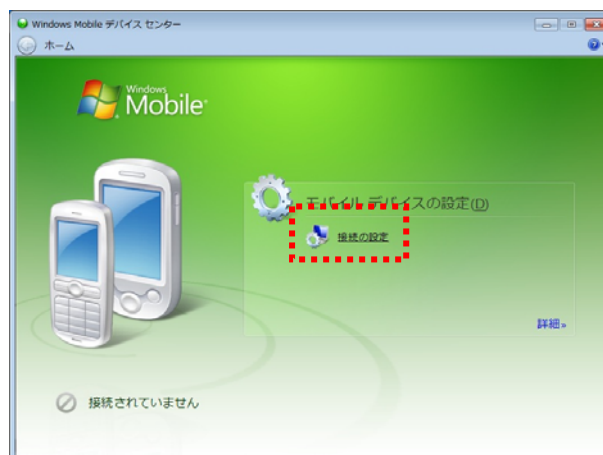 Windows Mobile デバイス センター
ホーム
Windows
Mobile
モバイル デバイスの設定(D)
接続の設定
詳細»
接続されていません